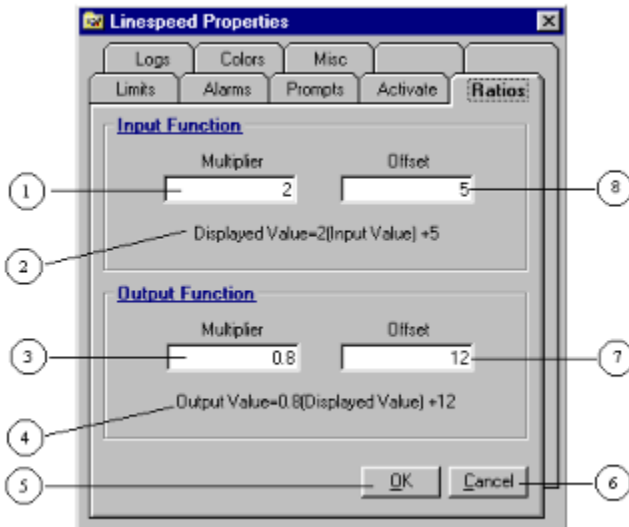 Linespeed Properties
Logs Colors Misc
Limits Alarms Prompts Activate Ratios
Input Function
Multiplier Offset
1 2 5 8
Displayed Value=2(Input Value) +5
2
Output Function
Multiplier Offset
3 0.8 12 7
Output Value=0.8(Displayed Value) +12
4
5 OK Cancel 6